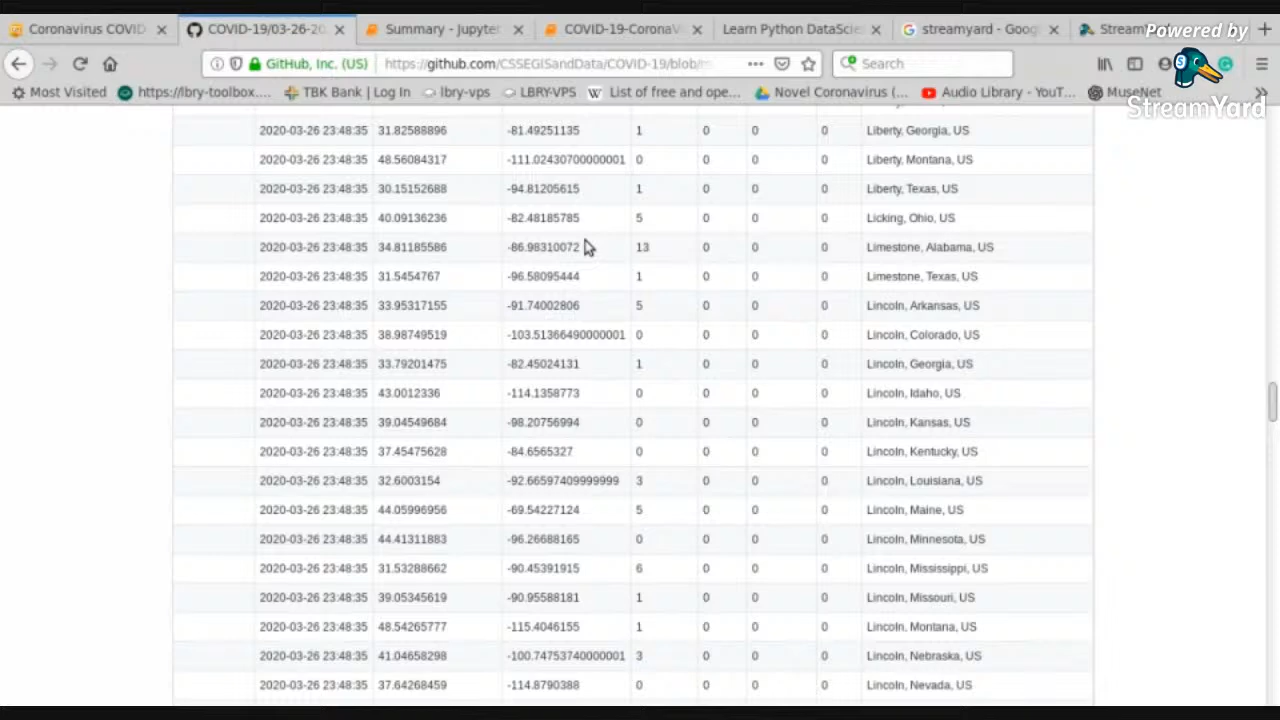 Coronavirus COVID
COVID-19/03-26-20
Summary - Jupyter
COVID-19-CoronaV
Learn Python DataScie
streamyard - Goog
StreamY
Powered by
StreamYard
GitHub, Inc. (US)
https://github.com/CSSEGISandData/COVID-19/blob/m
Search
Most Visited
https://lbry-toolbox....
TBK Bank | Log In
lbry-vps
LBRY-VPS
W List of free and ope...
Novel Coronavirus (...
Audio Library - YouT...
MuseNet
2020-03-26 23:48:35 31.82588896 -81.49251135 1 0 0 0 Liberty, Georgia, US
2020-03-26 23:48:35 48.56084317 -111.02430700000001 0 0 0 0 Liberty, Montana, US
2020-03-26 23:48:35 30.15152688 -94.81205615 1 0 0 0 Liberty, Texas, US
2020-03-26 23:48:35 40.09136236 -82.48185785 5 0 0 0 Licking, Ohio, US
2020-03-26 23:48:35 34.81185586 -86.98310072 13 0 0 0 Limestone, Alabama, US
2020-03-26 23:48:35 31.5454767 -96.58095444 1 0 0 0 Limestone, Texas, US
2020-03-26 23:48:35 33.95317155 -91.74002806 5 0 0 0 Lincoln, Arkansas, US
2020-03-26 23:48:35 38.98749519 -103.51366490000001 0 0 0 0 Lincoln, Colorado, US
2020-03-26 23:48:35 33.79201475 -82.45024131 1 0 0 0 Lincoln, Georgia, US
2020-03-26 23:48:35 43.0012336 -114.1358773 0 0 0 0 Lincoln, Idaho, US
2020-03-26 23:48:35 39.04549684 -98.20756994 0 0 0 0 Lincoln, Kansas, US
2020-03-26 23:48:35 37.45475628 -84.6565327 0 0 0 0 Lincoln, Kentucky, US
2020-03-26 23:48:35 32.6003154 -92.66597409999999 3 0 0 0 Lincoln, Louisiana, US
2020-03-26 23:48:35 44.05996956 -69.54227124 5 0 0 0 Lincoln, Maine, US
2020-03-26 23:48:35 44.41311883 -96.26688165 0 0 0 0 Lincoln, Minnesota, US
2020-03-26 23:48:35 31.53288662 -90.45391915 6 0 0 0 Lincoln, Mississippi, US
2020-03-26 23:48:35 39.05345619 -90.95588181 1 0 0 0 Lincoln, Missouri, US
2020-03-26 23:48:35 48.54265777 -115.4046155 1 0 0 0 Lincoln, Montana, US
2020-03-26 23:48:35 41.04658298 -100.74753740000001 3 0 0 0 Lincoln, Nebraska, US
2020-03-26 23:48:35 37.64268459 -114.8790388 0 0 0 0 Lincoln, Nevada, US